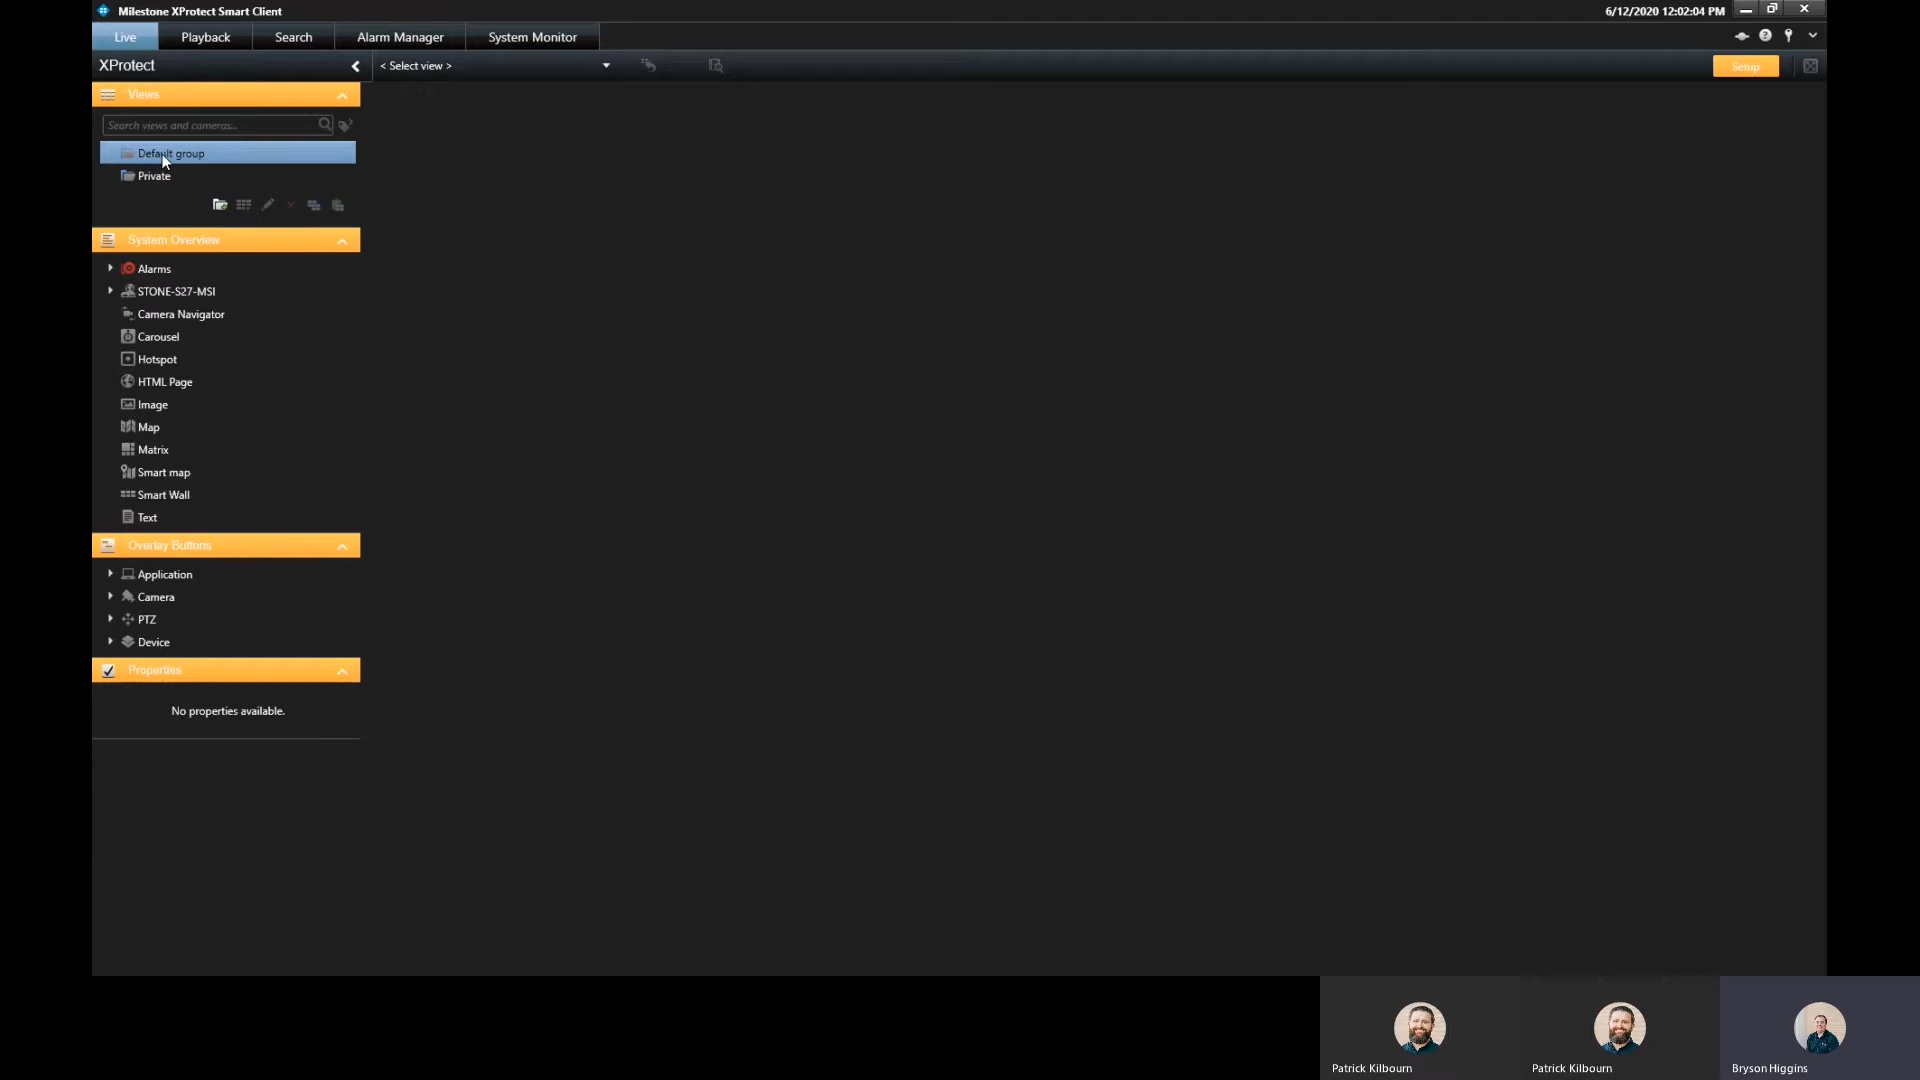 Milestone XProtect Smart Client
6/12/2020 12:02:04 PM
Live
Playback
Search
Alarm Manager
System Monitor
XProtect
< Select view >
Setup
Views
Search views and cameras...
Default group
Private
System Overview
Alarms
STONE-S27-MSI
Camera Navigator
Carousel
Hotspot
HTML Page
Image
Map
Matrix
Smart map
Smart Wall
Text
Overlay Buttons
Application
Camera
PTZ
Device
Properties
No properties available.
Patrick Kilbourn
Patrick Kilbourn
Bryson Higgins